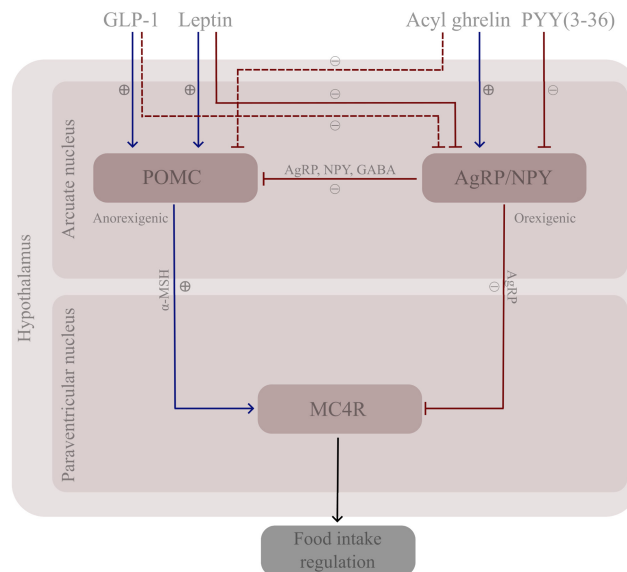 GLP-1 Leptin Acyl ghrelin PYY(3-36)
⊖
⊕ ⊕ ⊖ ⊕ ⊖
⊖
Arcuate nucleus
POMC
AgRP, NPY, GABA
⊖
AgRP/NPY
Anorexigenic
Orexigenic
Hypothalamus
α-MSH
⊕
⊖
AgRP
Paraventricular nucleus
MC4R
Food intake
regulation